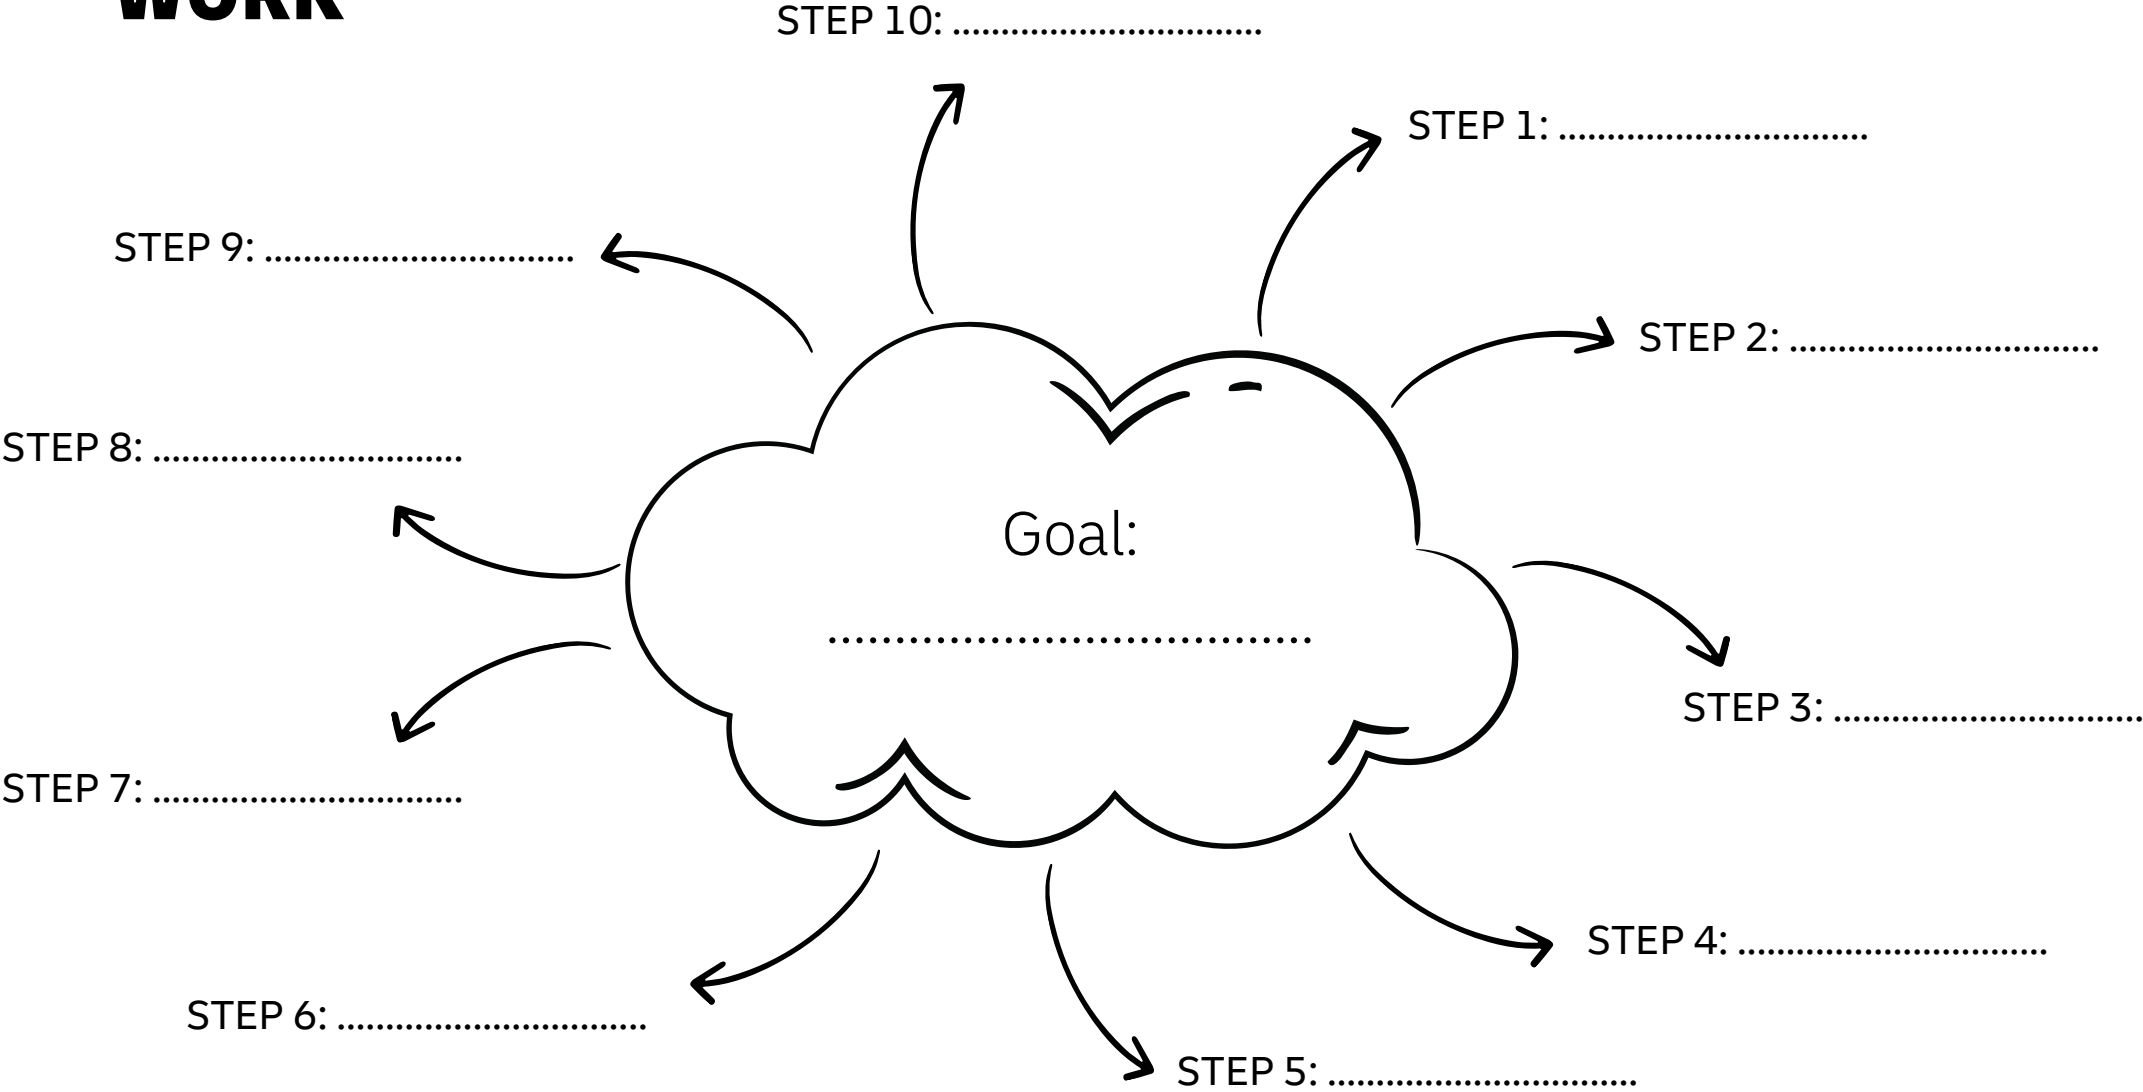 WORK
STEP 10: ................................
STEP 1: ................................
STEP 9: ................................
STEP 2: ................................
STEP 8: ................................
Goal:
....................................
STEP 3: ................................
STEP 7: ................................
STEP 4: ................................
STEP 6: ................................
STEP 5: ................................